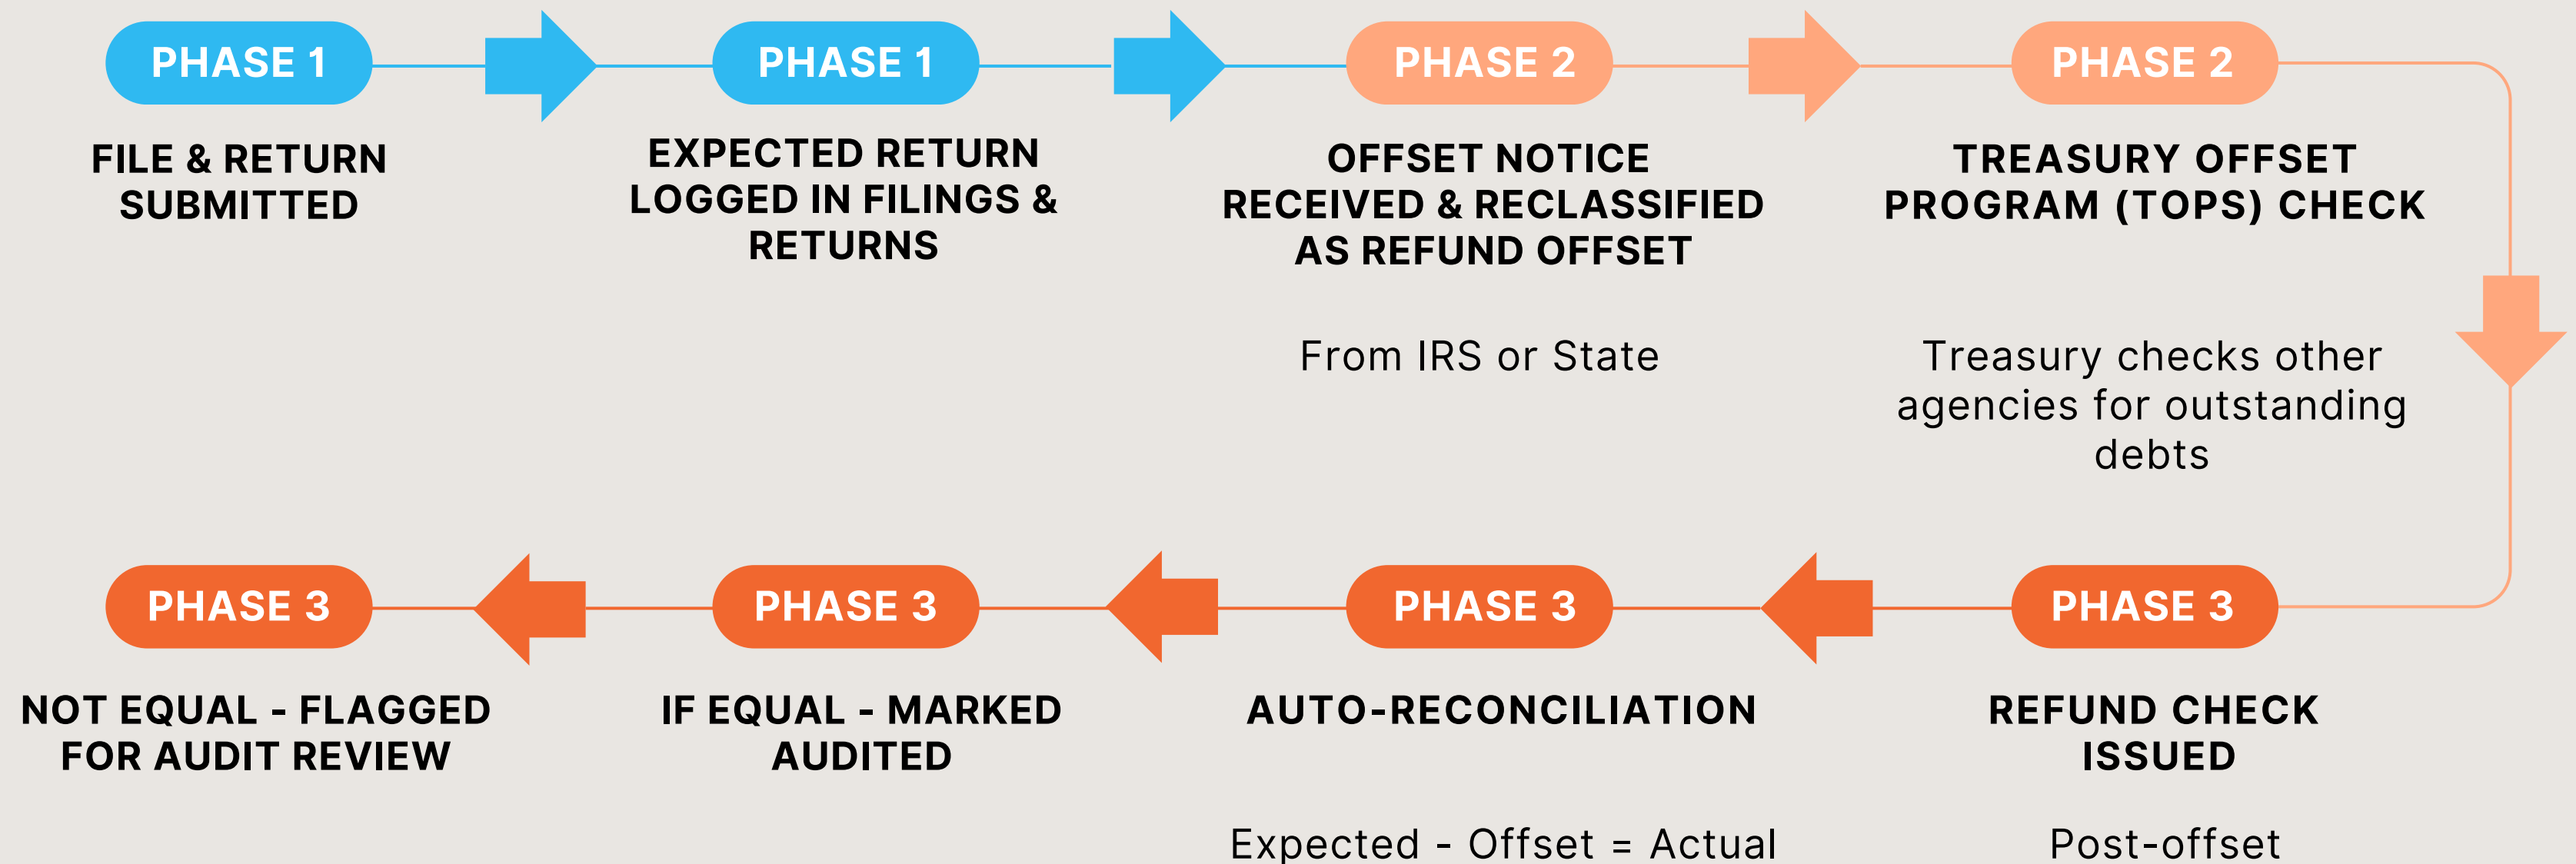 PHASE 1
FILE & RETURN
SUBMITTED
PHASE 1
EXPECTED RETURN
LOGGED IN FILINGS &
RETURNS
PHASE 2
OFFSET NOTICE
RECEIVED & RECLASSIFIED
AS REFUND OFFSET
From IRS or State
PHASE 2
TREASURY OFFSET
PROGRAM (TOPS) CHECK
Treasury checks other
agencies for outstanding
debts
PHASE 3
REFUND CHECK
ISSUED
Post-offset
PHASE 3
AUTO-RECONCILIATION
Expected - Offset = Actual
PHASE 3
IF EQUAL - MARKED
AUDITED
PHASE 3
NOT EQUAL - FLAGGED
FOR AUDIT REVIEW